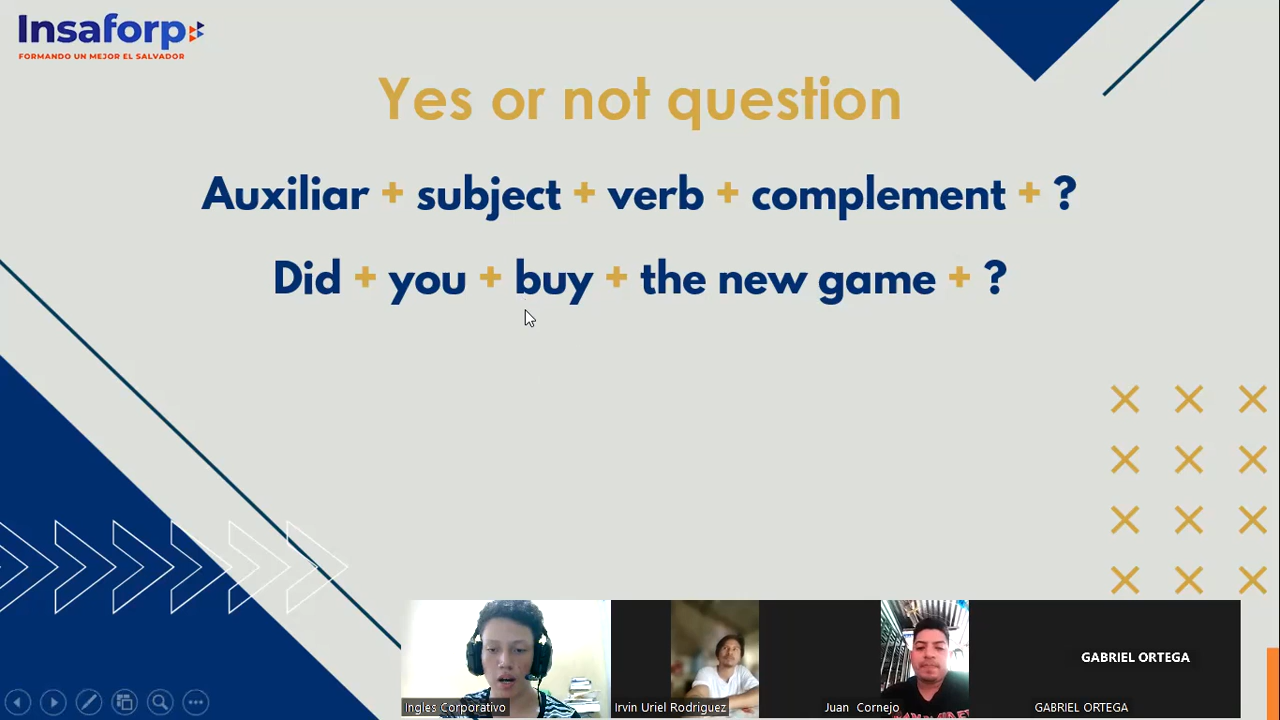 Insaforp
FORMANDO UN MEJOR EL SALVADOR
Yes or not question
Auxiliar + subject + verb + complement + ?
Did + you + buy + the new game + ?
GABRIEL ORTEGA
Ingles Corporativo
Irvin Uriel Rodriguez
Juan Cornejo
GABRIEL ORTEGA